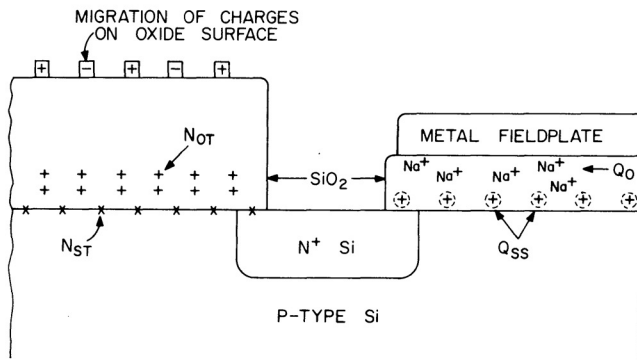 MIGRATION OF CHARGES
ON OXIDE SURFACE
+ − + − +
N_OT
+ + + + + +
+ + + + + +
x x x x x x x
N_ST
SiO₂
N⁺ Si
P-TYPE Si
METAL FIELDPLATE
Na⁺ Na⁺ Na⁺ Na⁺ Na⁺ Na⁺
Q_O
+ + + + + +
Q_SS